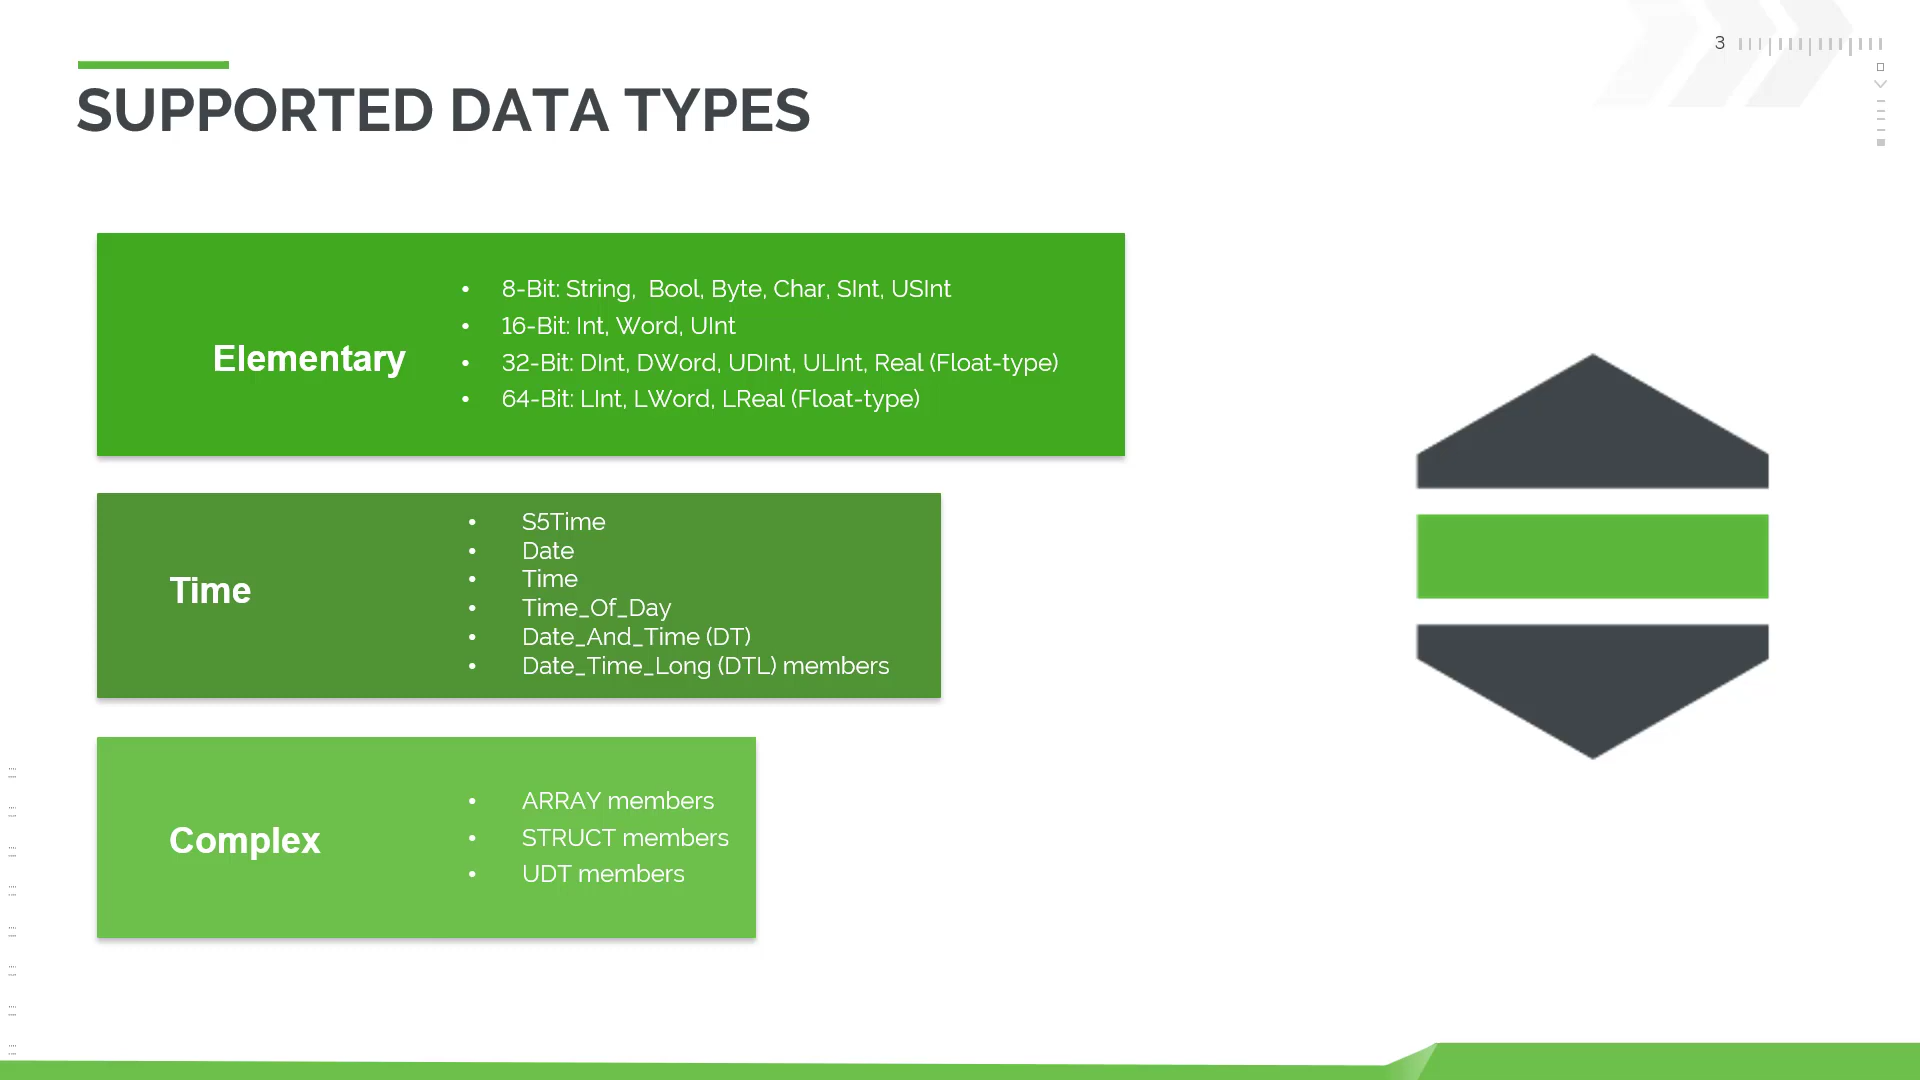 3
SUPPORTED DATA TYPES
Elementary
• 8-Bit: String,  Bool, Byte, Char, SInt, USInt
• 16-Bit: Int, Word, UInt
• 32-Bit: DInt, DWord, UDInt, ULInt, Real (Float-type)
• 64-Bit: LInt, LWord, LReal (Float-type)
Time
• S5Time
• Date
• Time
• Time_Of_Day
• Date_And_Time (DT)
• Date_Time_Long (DTL) members
Complex
• ARRAY members
• STRUCT members
• UDT members